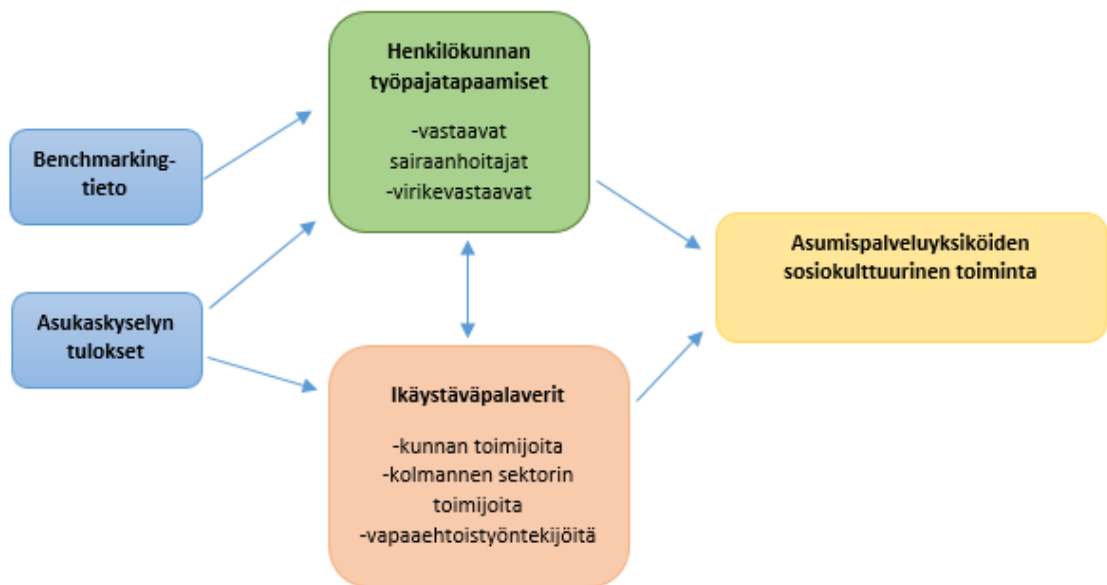 Benchmarking-
tieto
Asukaskyselyn
tulokset
Henkilökunnan
työpajatapaamiset
-vastaavat
sairaanhoitajat
-virikevastaavat
Ikäystäväpalaverit
-kunnan toimijoita
-kolmannen sektorin
toimijoita
-vapaaehtoistyöntekijöitä
Asumispalveluyksiköiden
sosiokulttuurinen toiminta